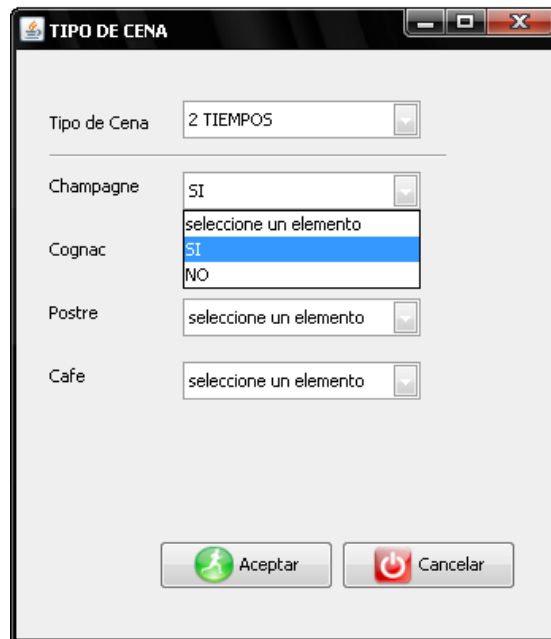 TIPO DE CENA
Tipo de Cena 2 TIEMPOS
Champagne SI
seleccione un elemento
Cognac SI
NO
Postre seleccione un elemento
Cafe seleccione un elemento
Aceptar Cancelar